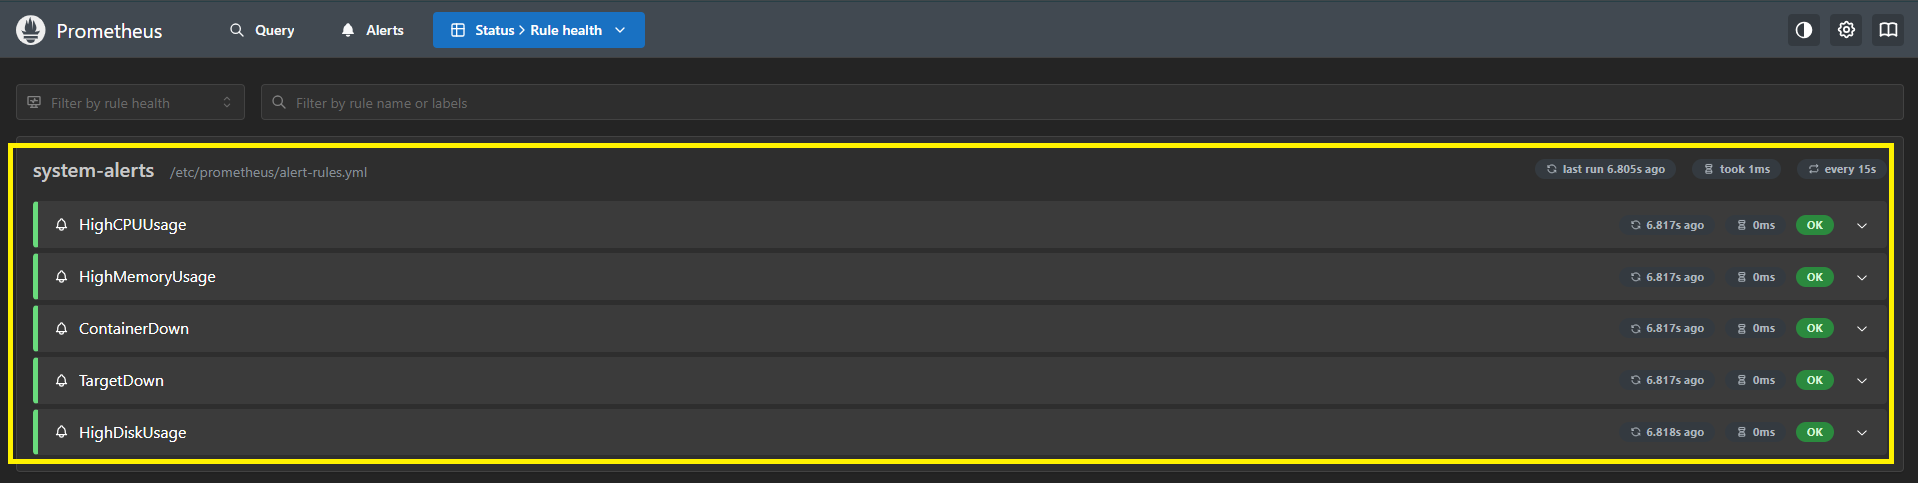 Prometheus Query Alerts Status > Rule health
Filter by rule health Filter by rule name or labels
system-alerts /etc/prometheus/alert-rules.yml last run 6.805s ago took 1ms every 15s
HighCPUUsage 6.817s ago 0ms OK
HighMemoryUsage 6.817s ago 0ms OK
ContainerDown 6.817s ago 0ms OK
TargetDown 6.817s ago 0ms OK
HighDiskUsage 6.818s ago 0ms OK